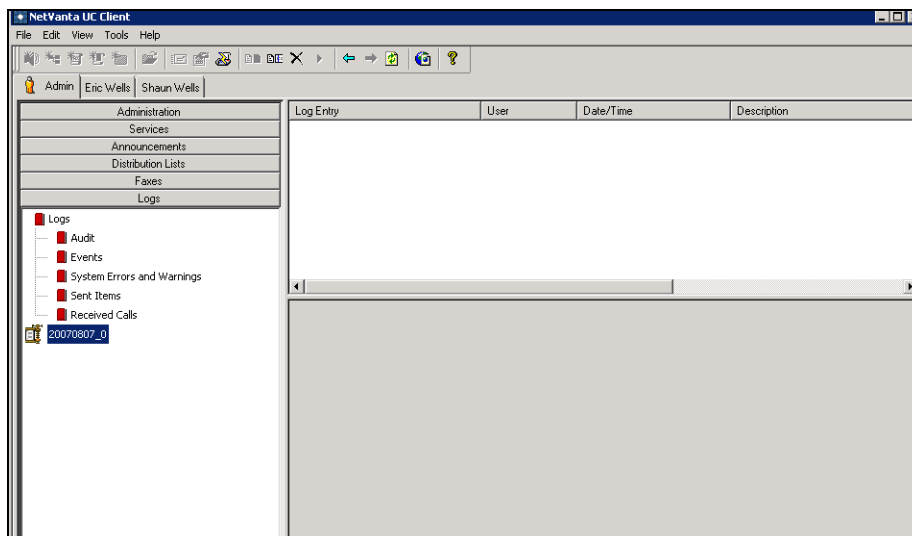 NetVanta UC Client
File Edit View Tools Help
Admin Eric Wells Shaun Wells
Administration
Services
Announcements
Distribution Lists
Faxes
Logs
Logs
Audit
Events
System Errors and Warnings
Sent Items
Received Calls
20070807_0
Log Entry User Date/Time Description